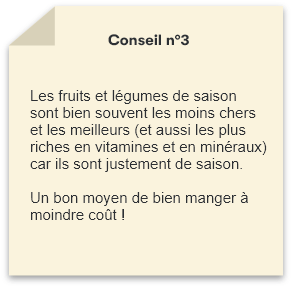 Conseil n°3
Les fruits et légumes de saison
sont bien souvent les moins chers
et les meilleurs (et aussi les plus
riches en vitamines et en minéraux)
car ils sont justement de saison.
Un bon moyen de bien manger à
moindre coût !